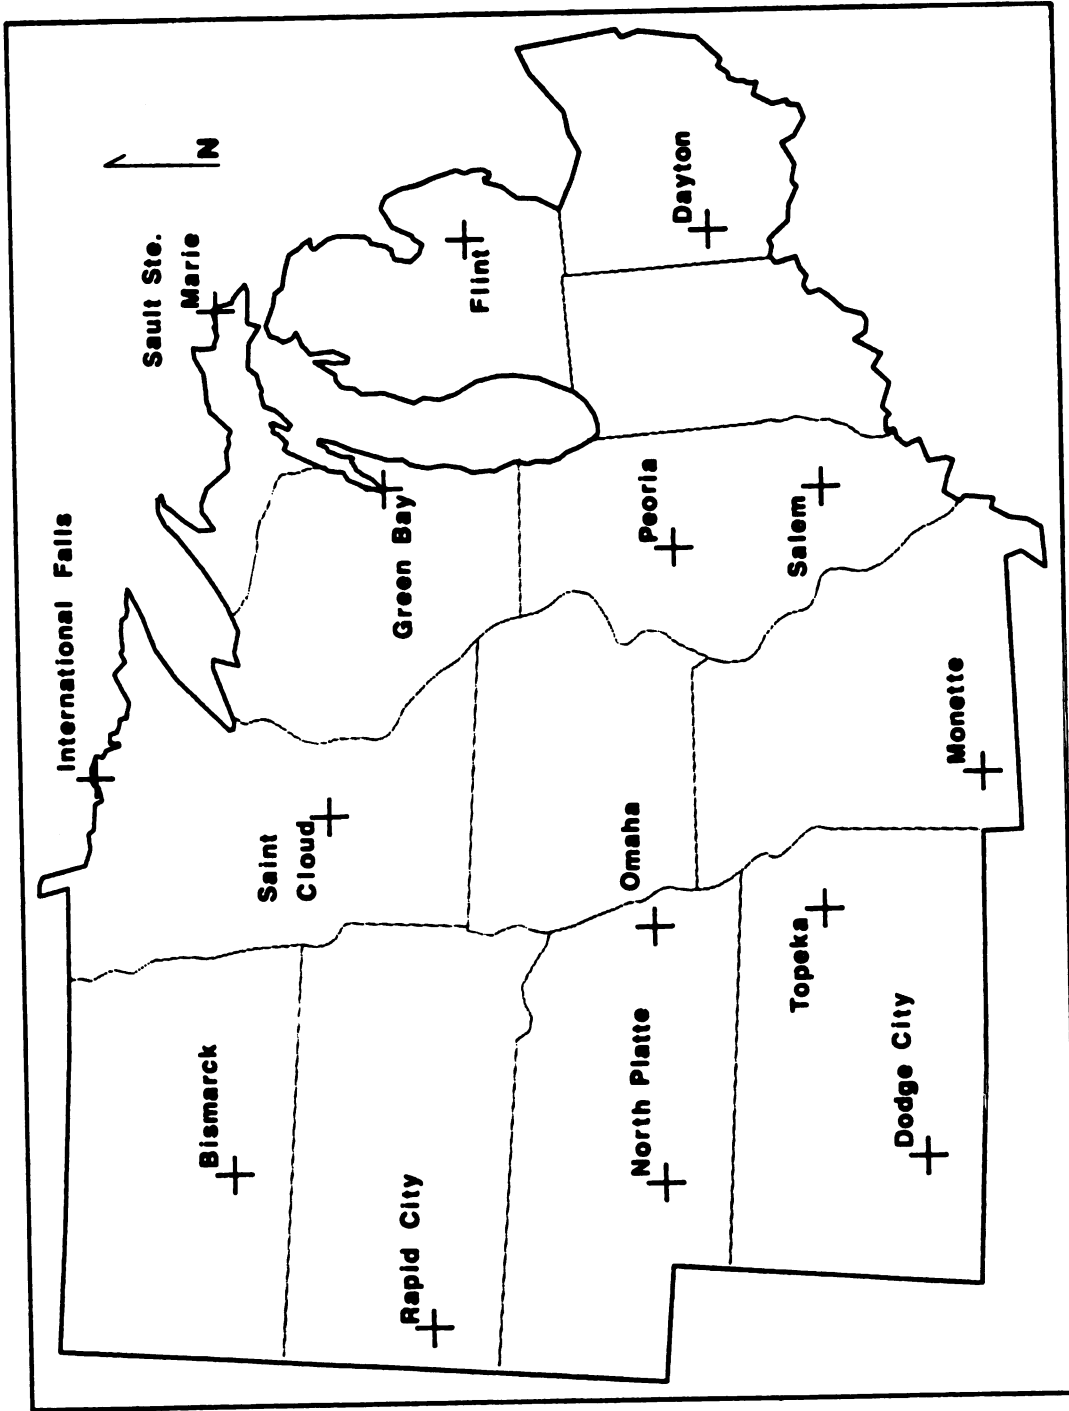 International Falls
Sault Ste.
Marie
N
Bismarck
Saint
Cloud
Green Bay
Flint
Rapid City
North Platte
Omaha
Peoria
Dayton
Topeka
Salem
Dodge City
Monette